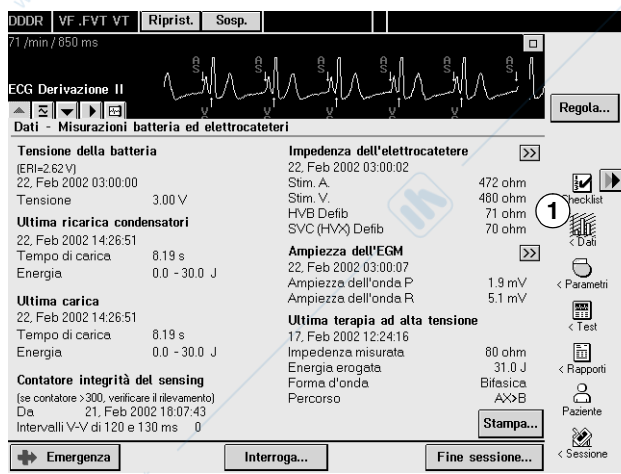 DDDR VF .FVT VT Riprist. Sosp.
71 /min / 850 ms
A S A S A S A S A S
ECG Derivazione II
V S V S V S V S V S
Regola...
Dati - Misurazioni batteria ed elettrocateteri
Tensione della batteria
(ERI=2.62 V)
22, Feb 2002 03:00:00
Tensione 3.00 V
Ultima ricarica condensatori
22, Feb 2002 14:26:51
Tempo di carica 8.19 s
Energia 0.0 - 30.0 J
Ultima carica
22, Feb 2002 14:26:51
Tempo di carica 8.19 s
Energia 0.0 - 30.0 J
Contatore integrità del sensing
(se contatore >300, verificare il rilevamento)
Da 21, Feb 2002 18:07:43
Intervalli V-V di 120 e 130 ms 0
Impedenza dell'elettrocatetere >>
22, Feb 2002 03:00:02
Stim. A. 472 ohm
Stim. V. 480 ohm
HVB Defib 71 ohm
SVC (HVX) Defib 70 ohm
Ampiezza dell'EGM >>
22, Feb 2002 03:00:07
Ampiezza dell'onda P 1.9 mV
Ampiezza dell'onda R 5.1 mV
Ultima terapia ad alta tensione
17, Feb 2002 12:24:16
Impedenza misurata 80 ohm
Energia erogata 31.0 J
Forma d'onda Bifasica
Percorso AX>B
Stampa...
1
Checklist
< Dati
< Parametri
< Test
< Rapporti
Paziente
< Sessione
Emergenza Interroga... Fine sessione...